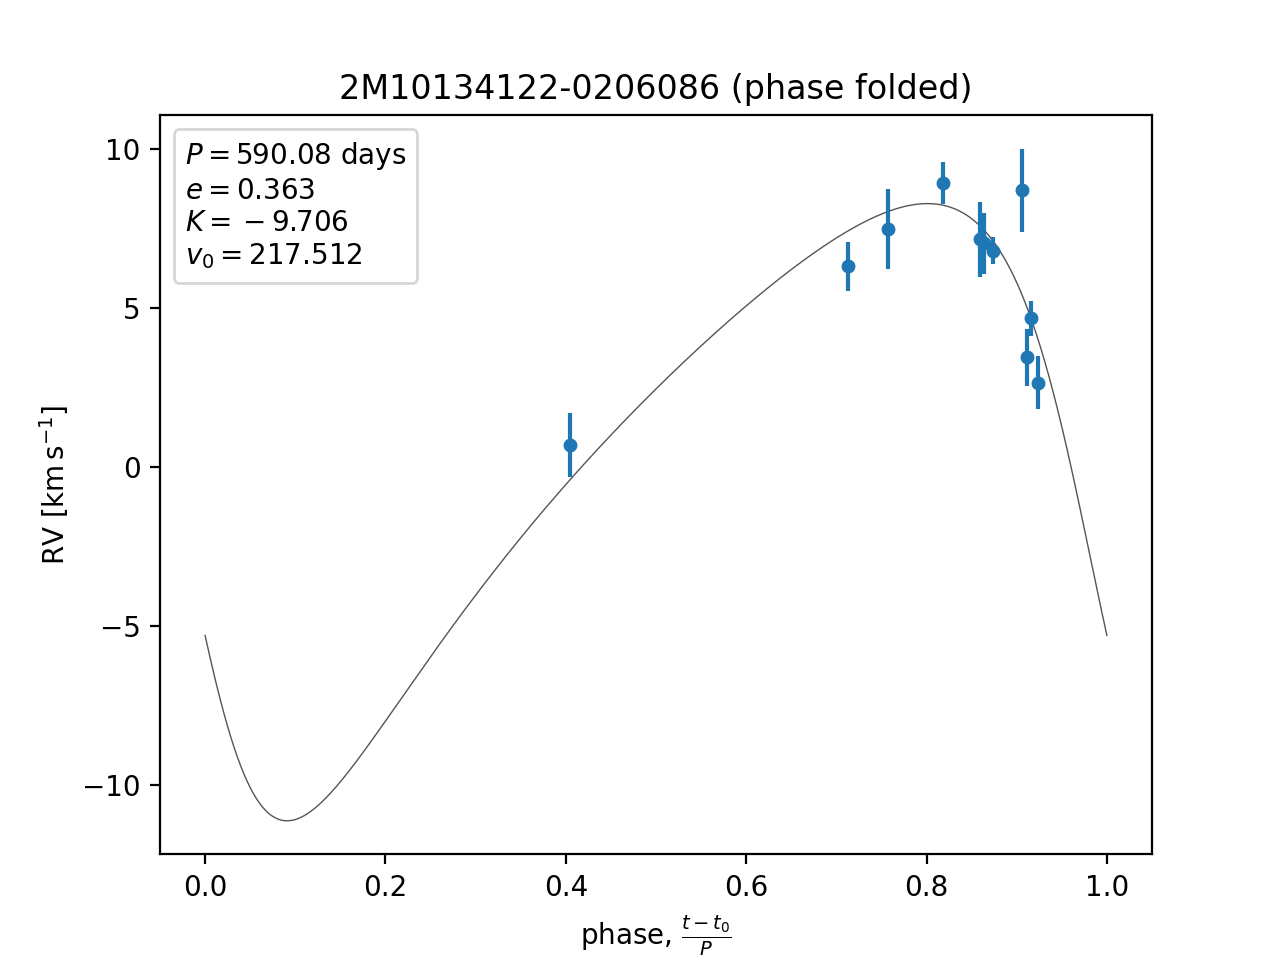 2M10134122-0206086 (phase folded)
P = 590.08 days
e = 0.363
K = − 9.706
v₀ = 217.512
10
5
0
−5
−10
RV [km s⁻¹]
0.0 0.2 0.4 0.6 0.8 1.0
phase, (t − t₀)/P